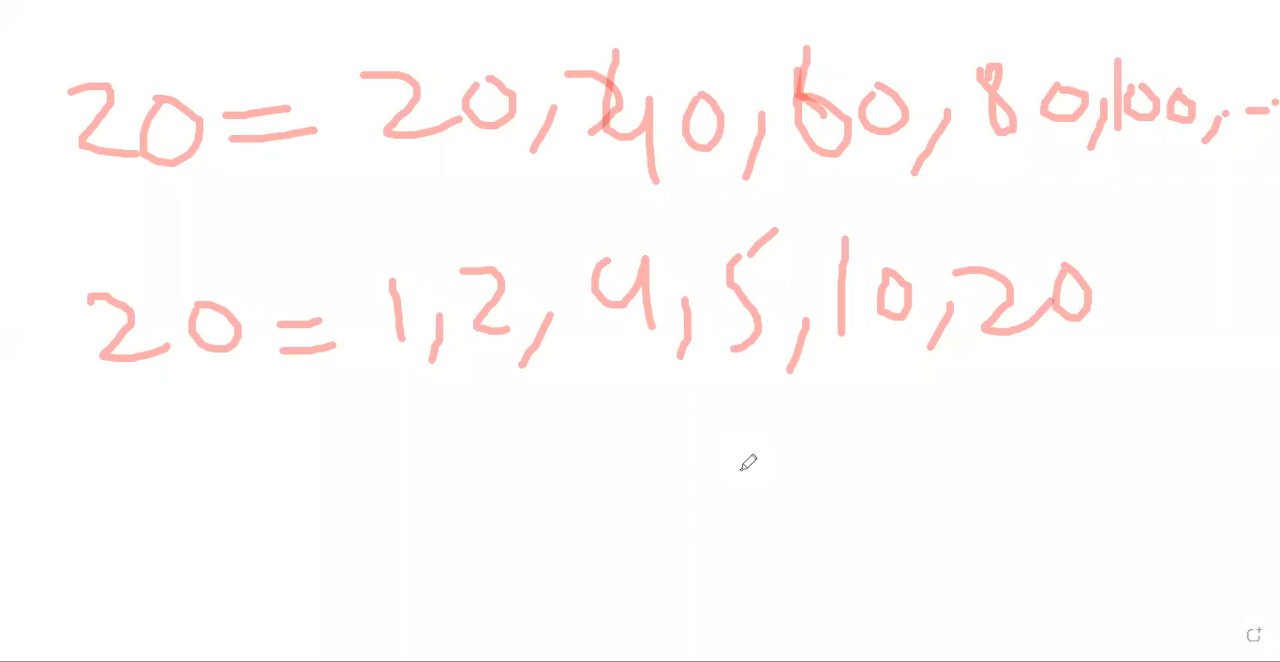 20 = 20, 40, 60, 80, 100, . - .
20 = 1, 2, 4, 5, 10, 20